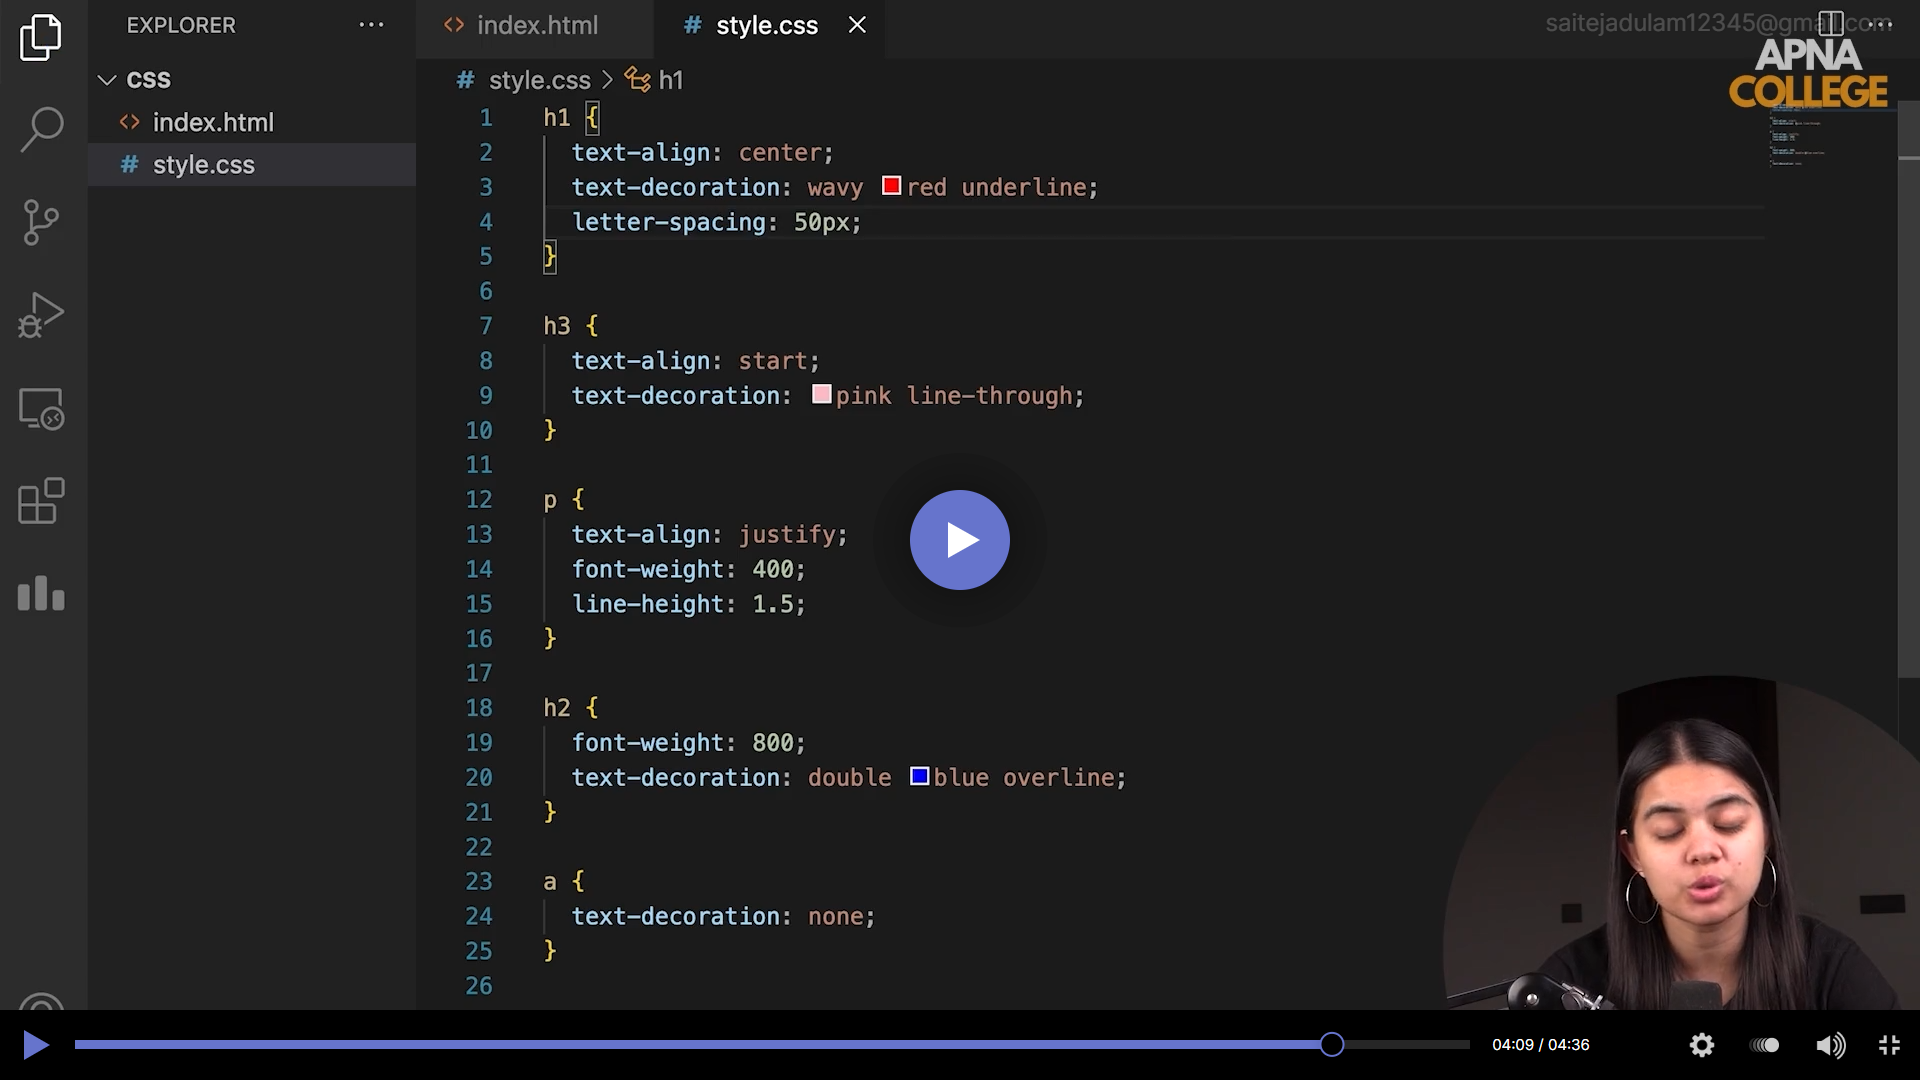 EXPLORER
CSS
index.html
style.css
index.html
style.css
saitejadulam12345@gmail.com
APNA
COLLEGE
style.css > h1
1 h1 {
2 text-align: center;
3 text-decoration: wavy red underline;
4 letter-spacing: 50px;
5 }
6
7 h3 {
8 text-align: start;
9 text-decoration: pink line-through;
10 }
11
12 p {
13 text-align: justify;
14 font-weight: 400;
15 line-height: 1.5;
16 }
17
18 h2 {
19 font-weight: 800;
20 text-decoration: double blue overline;
21 }
22
23 a {
24 text-decoration: none;
25 }
26
04:09 / 04:36